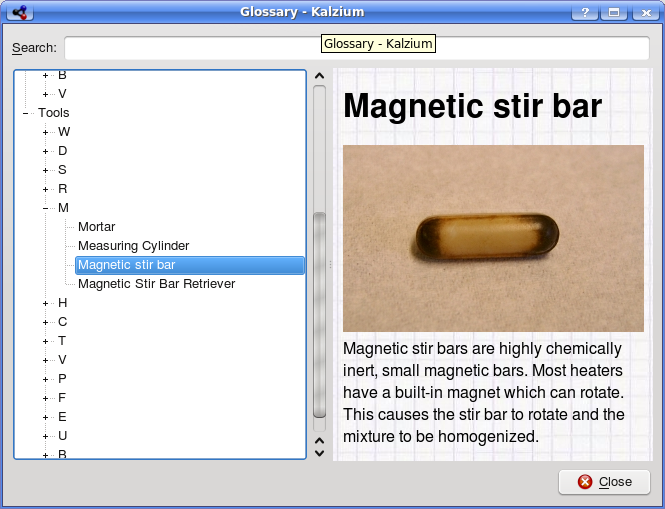 Glossary - Kalzium
?
Search:
Glossary - Kalzium
B
V
Tools
W
D
S
R
M
Mortar
Measuring Cylinder
Magnetic stir bar
Magnetic Stir Bar Retriever
H
C
T
V
P
F
E
U
B
Magnetic stir bar
Magnetic stir bars are highly chemically
inert, small magnetic bars. Most heaters
have a built-in magnet which can rotate.
This causes the stir bar to rotate and the
mixture to be homogenized.
Close